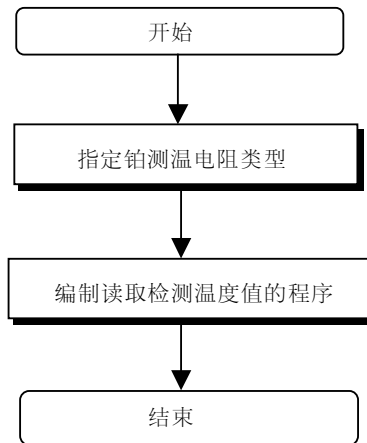 开始
指定铂测温电阻类型
编制读取检测温度值的程序
结束